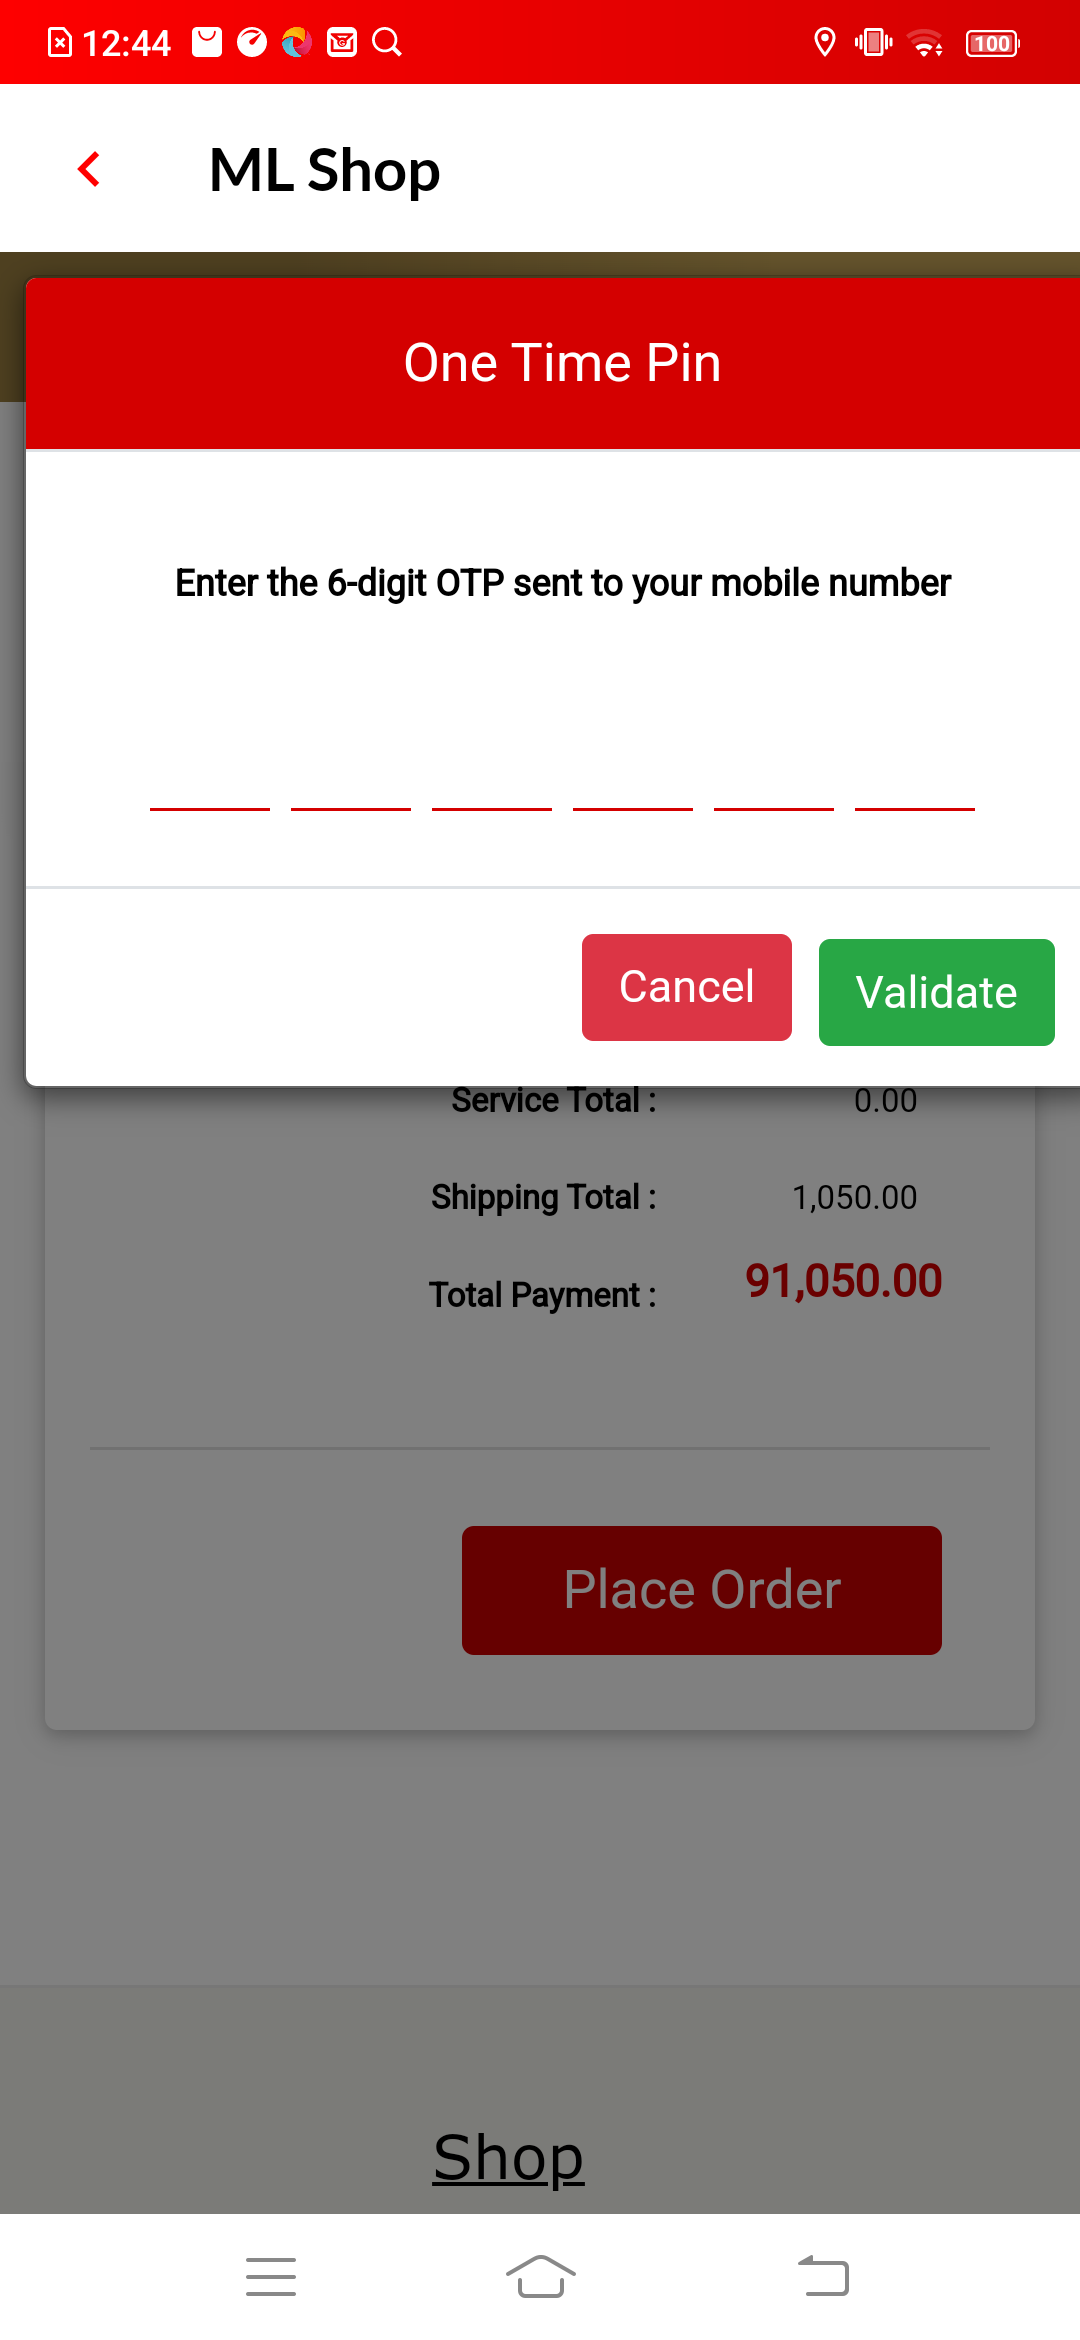 12:44
100
ML Shop
One Time Pin
Enter the 6-digit OTP sent to your mobile number
Cancel
Validate
Service Total : 0.00
Shipping Total : 1,050.00
Total Payment : 91,050.00
Place Order
Shop